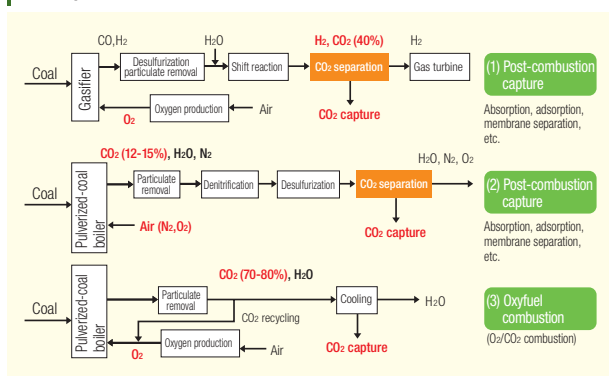 CO,H2
H2O
H2, CO2 (40%)
H2
Coal
Gasifier
Desulfurization
particulate removal
Shift reaction
CO2 separation
Gas turbine
(1) Post-combustion
capture
Oxygen production
Air
O2
CO2 capture
Absorption, adsorption,
membrane separation,
etc.
CO2 (12-15%), H2O, N2
H2O, N2, O2
Coal
Pulverized-coal
boiler
Particulate
removal
Denitrification
Desulfurization
CO2 separation
(2) Post-combustion
capture
Air (N2,O2)
CO2 capture
Absorption, adsorption,
membrane separation,
etc.
CO2 (70-80%), H2O
Coal
Pulverized-coal
boiler
Particulate
removal
Cooling
H2O
(3) Oxyfuel
combustion
CO2 recycling
(O2/CO2 combustion)
O2
Oxygen production
Air
CO2 capture